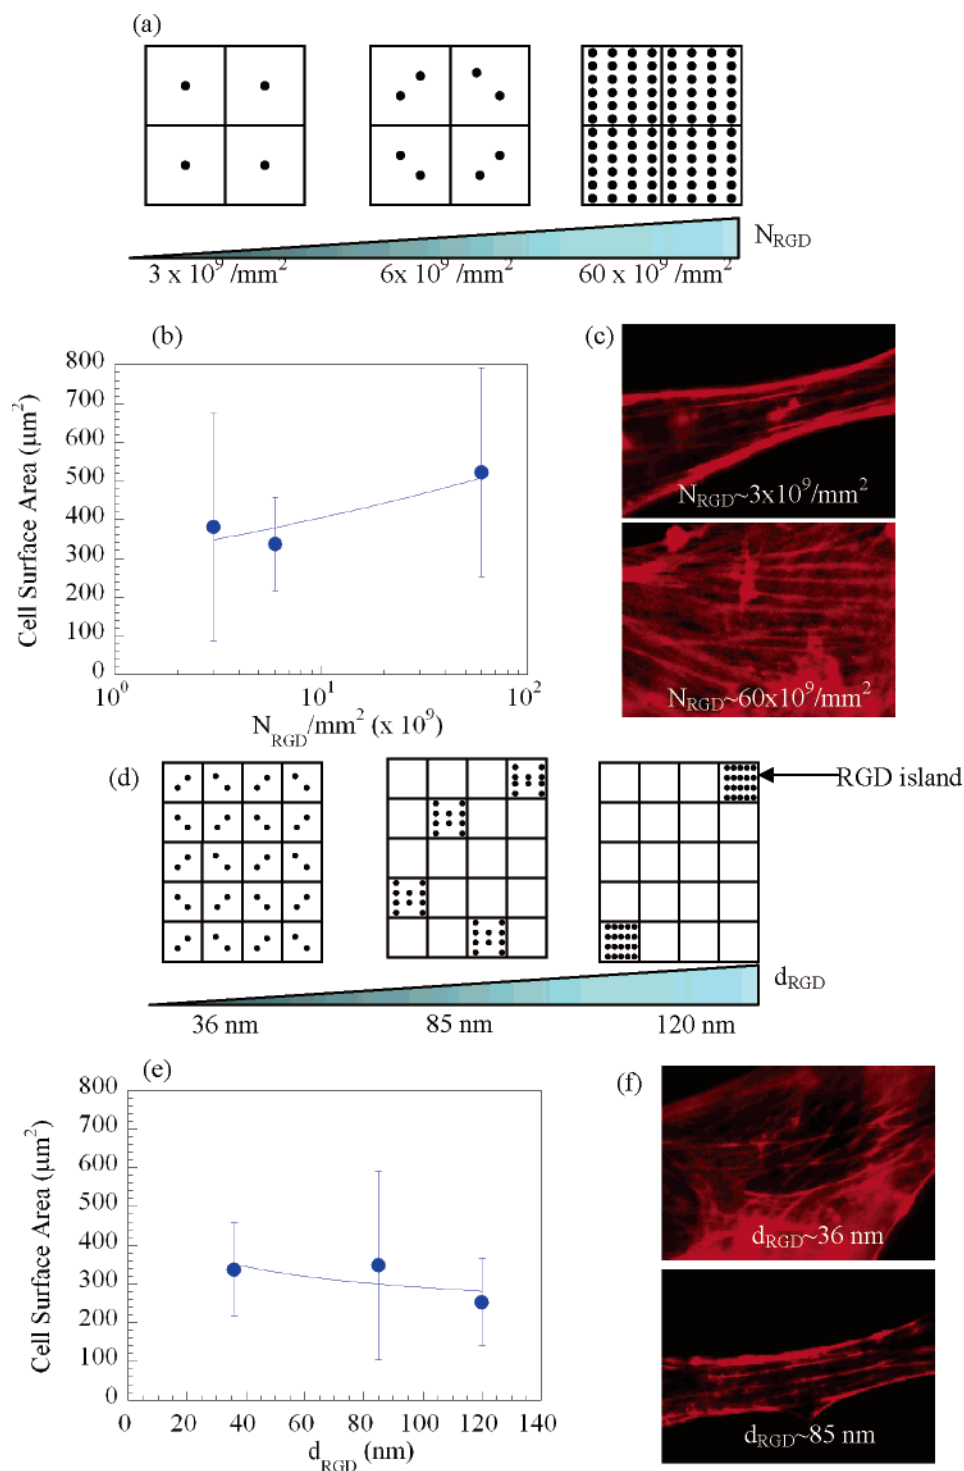 (a)
N_RGD
3 x 10^9 /mm^2 6x 10^9/mm^2 60 x 10^9/mm^2
(b)
Cell Surface Area (μm^2)
800
700
600
500
400
300
200
100
0
10^0 10^1 10^2
N_RGD/mm^2 (x 10^9)
(c)
N_RGD~3x10^9/mm^2
N_RGD~60x10^9/mm^2
(d)
RGD island
d_RGD
36 nm 85 nm 120 nm
(e)
Cell Surface Area (μm^2)
800
700
600
500
400
300
200
100
0
0 20 40 60 80 100 120 140
d_RGD (nm)
(f)
d_RGD~36 nm
d_RGD~85 nm